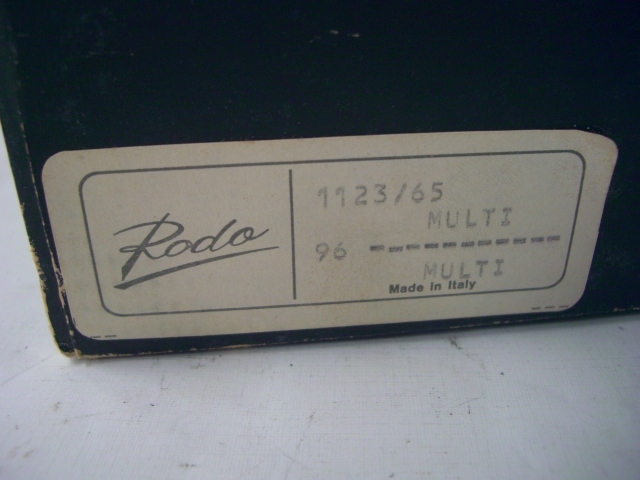 Rodo
1123/65
MULTI
96 -----------
MULTI
Made in Italy